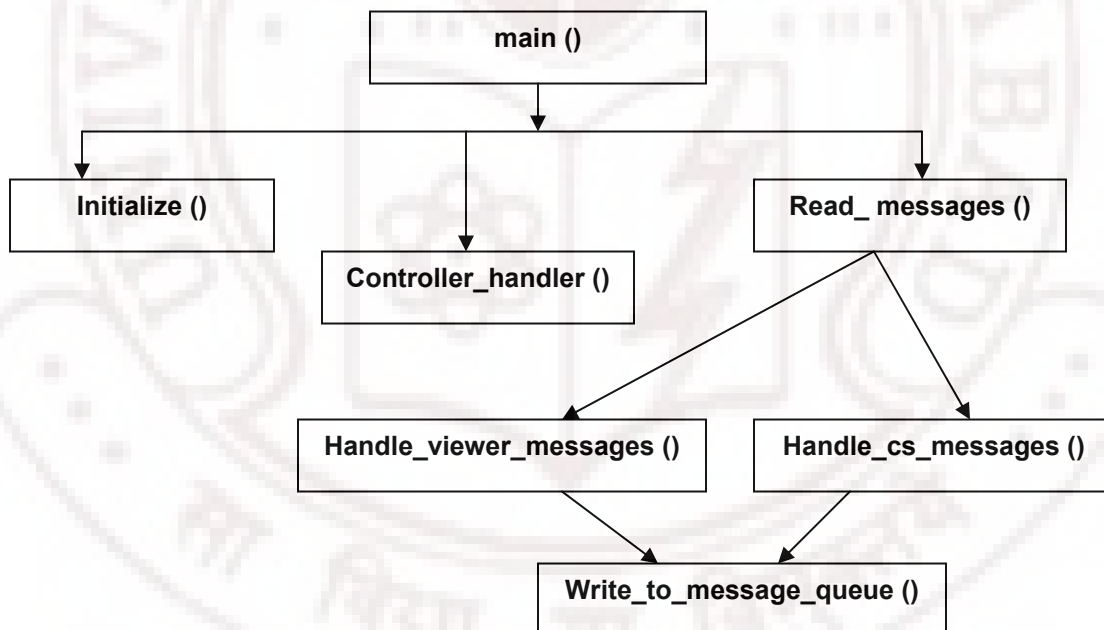 main ()
Initialize ()
Read_ messages ()
Controller_handler ()
Handle_viewer_messages ()
Handle_cs_messages ()
Write_to_message_queue ()